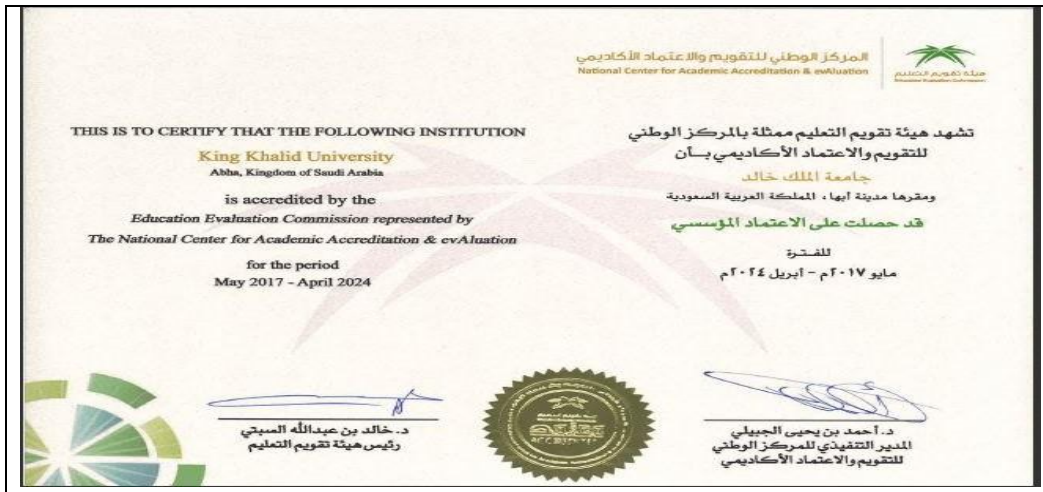 المركز الوطني للتقويم والاعتماد الأكاديمي
National Center for Academic Accreditation & evAluation
هيئة تقويم التعليم
THIS IS TO CERTIFY THAT THE FOLLOWING INSTITUTION
King Khalid University
Abha, Kingdom of Saudi Arabia
is accredited by the
Education Evaluation Commission represented by
The National Center for Academic Accreditation & evAluation
for the period
May 2017 - April 2024
تشهد هيئة تقويم التعليم ممثلة بالمركز الوطني
للتقويم والاعتماد الأكاديمي بـأن
جامعة الملك خالد
ومقرها مدينة أبها، المملكة العربية السعودية
قد حصلت على الاعتماد المؤسسي
للفـترة
مايو ٢٠١٧م - أبريل ٢٠٢٤م
د. خالد بن عبدالله السبتي
رئيس هيئة تقويم التعليم
د. أحمد بن يحيى الجبيلي
المدير التنفيذي للمركز الوطني
للتقويم والاعتماد الأكاديمي